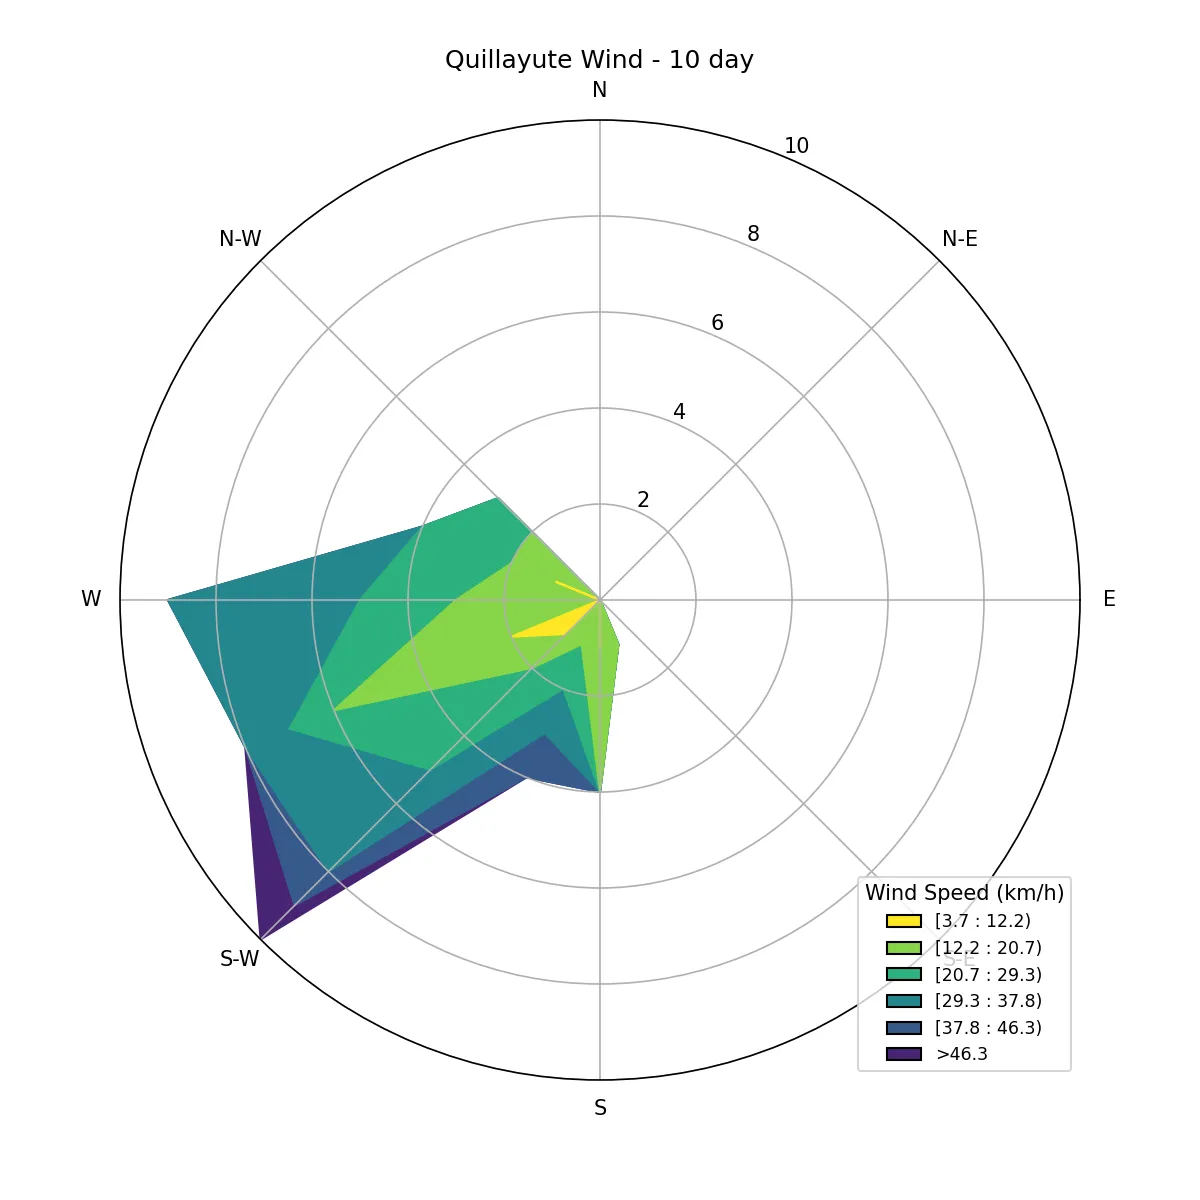 Quillayute Wind - 10 day
N
10
N-W
N-E
8
6
4
2
W
E
Wind Speed (km/h)
[3.7 : 12.2)
[12.2 : 20.7)
S-W
S-E
[20.7 : 29.3)
[29.3 : 37.8)
[37.8 : 46.3)
>46.3
S